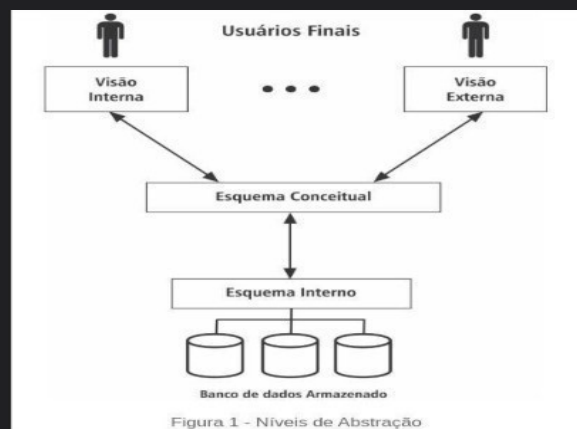 Usuários Finais
Visão
Interna
Visão
Externa
Esquema Conceitual
Esquema Interno
Banco de dados Armazenado
Figura 1 - Níveis de Abstração